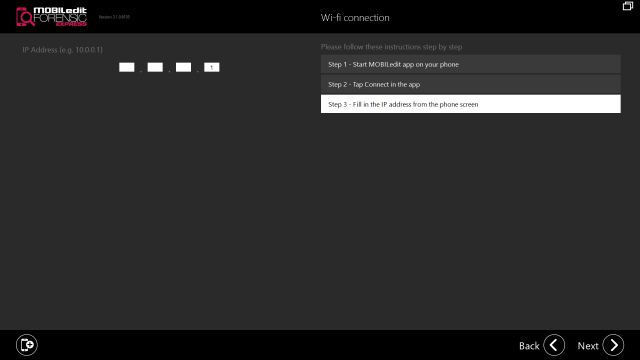 MOBILedit
FORENSIC
EXPRESS
Wi-fi connection
IP Address (e.g. 10.0.0.1)
. . . 1
Please follow these instructions step by step
Step 1 - Start MOBILedit app on your phone
Step 2 - Tap Connect in the app
Step 3 - Fill in the IP address from the phone screen
Back
Next